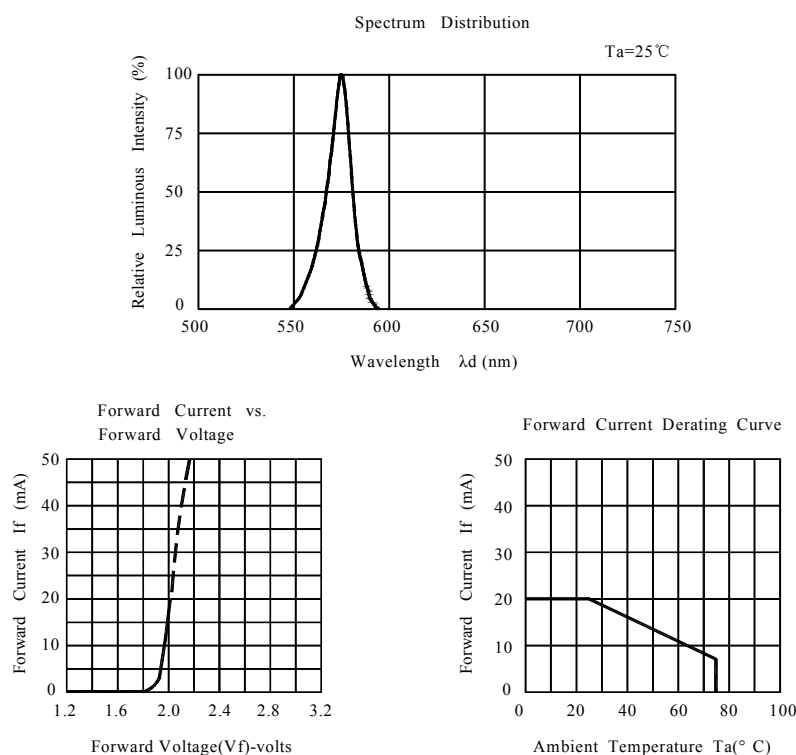 Spectrum Distribution
Ta=25℃
Relative Luminous Intensity (%)
100
75
50
25
0
500 550 600 650 700 750
Wavelength λd (nm)
Forward Current vs.
Forward Voltage
Forward Current If (mA)
50
40
30
20
10
0
1.2 1.6 2.0 2.4 2.8 3.2
Forward Voltage(Vf)-volts
Forward Current Derating Curve
Forward Current If (mA)
50
40
30
20
10
0
0 20 40 60 80 100
Ambient Temperature Ta(° C)